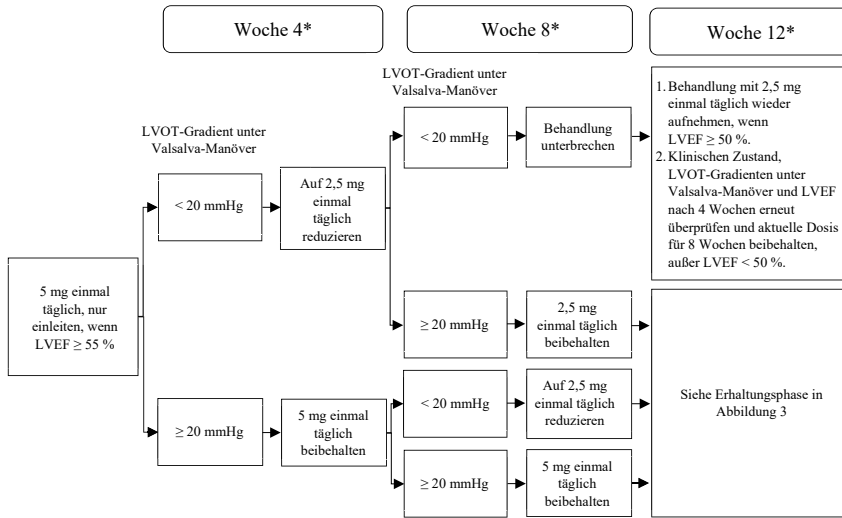 Woche 4*
Woche 8*
Woche 12*
LVOT-Gradient unter
Valsalva-Manöver
LVOT-Gradient unter
Valsalva-Manöver
< 20 mmHg
Behandlung
unterbrechen
1. Behandlung mit 2,5 mg
einmal täglich wieder
aufnehmen, wenn
LVEF ≥ 50 %.
2. Klinischen Zustand,
LVOT-Gradienten unter
Valsalva-Manöver und LVEF
nach 4 Wochen erneut
überprüfen und aktuelle Dosis
für 8 Wochen beibehalten,
außer LVEF < 50 %.
< 20 mmHg
Auf 2,5 mg
einmal
täglich
reduzieren
5 mg einmal
täglich, nur
einleiten, wenn
LVEF ≥ 55 %
≥ 20 mmHg
2,5 mg
einmal täglich
beibehalten
< 20 mmHg
Auf 2,5 mg
einmal täglich
reduzieren
Siehe Erhaltungsphase in
Abbildung 3
≥ 20 mmHg
5 mg einmal
täglich
beibehalten
≥ 20 mmHg
5 mg einmal
täglich
beibehalten